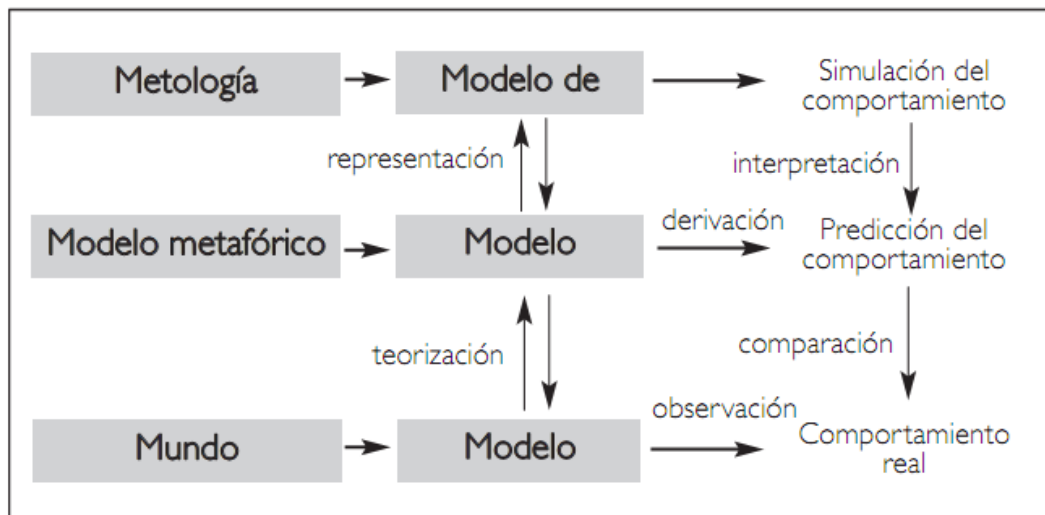 Metología
Modelo de
Simulación del
comportamiento
representación
interpretación
Modelo metafórico
Modelo
derivación
Predicción del
comportamiento
teorización
comparación
observación
Mundo
Modelo
Comportamiento
real